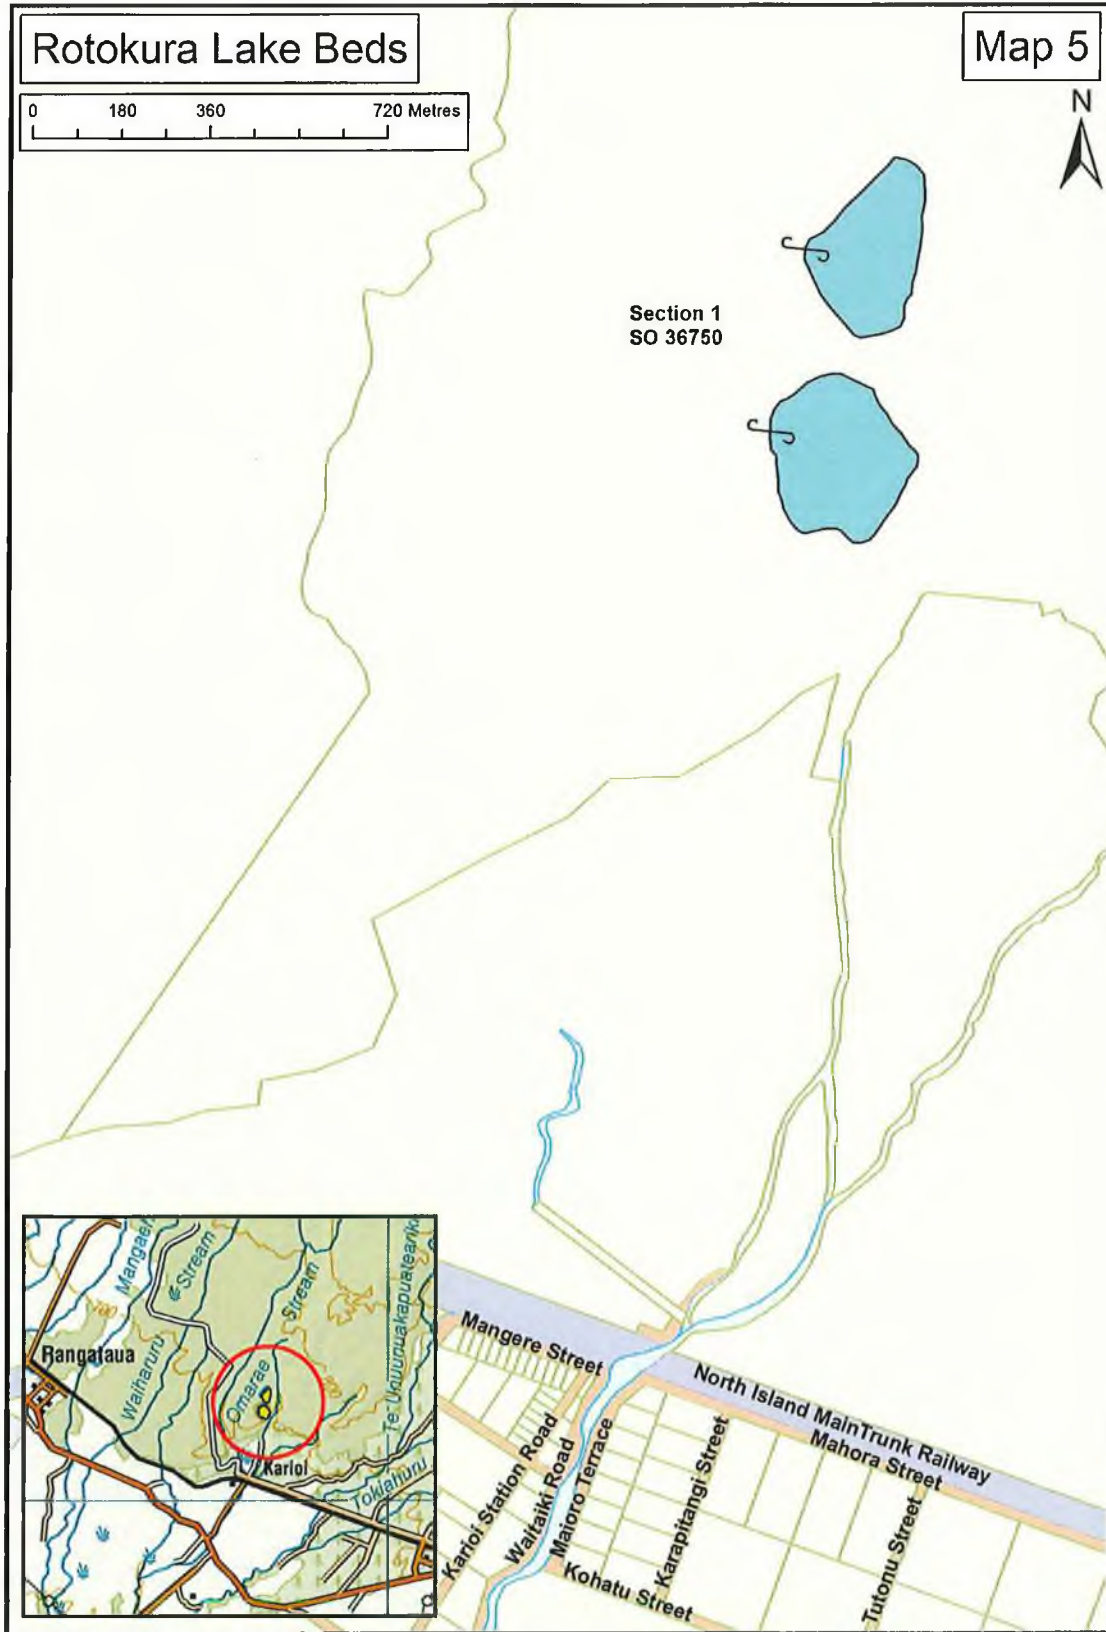 Rotokura Lake Beds
Map 5
0 180 360 720 Metres
N
Section 1
SO 36750
Mangere Street
North Island MainTrunk Railway
Mahora Street
Karioi Station Road
Waitaiki Road
Maioro Terrace
Karapitangi Street
Tutonu Street
Kohatu Street
Rangataua
Waiharuru
Stream
Omarae
Stream
Karioi
Tokiahuru